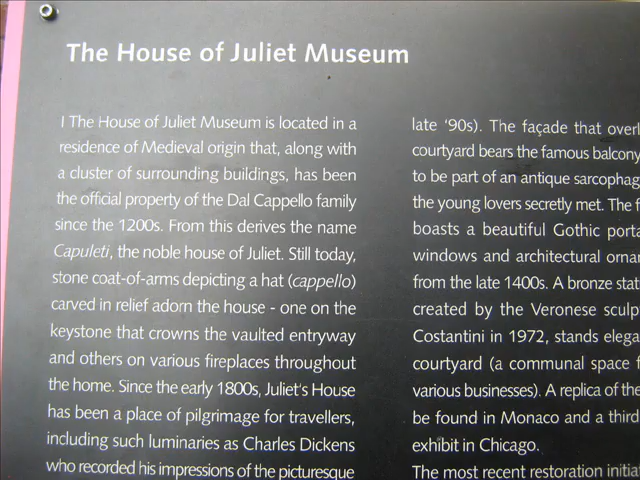 The House of Juliet Museum
I The House of Juliet Museum is located in a
residence of Medieval origin that, along with
a cluster of surrounding buildings, has been
the official property of the Dal Cappello family
since the 1200s. From this derives the name
Capuleti, the noble house of Juliet. Still today,
stone coat-of-arms depicting a hat (cappello)
carved in relief adorn the house - one on the
keystone that crowns the vaulted entryway
and others on various fireplaces throughout
the home. Since the early 1800s, Juliet's House
has been a place of pilgrimage for travellers,
including such luminaries as Charles Dickens
who recorded his impressions of the picturesque
late '90s). The façade that
courtyard bears the famous balcony
to be part of an antique
the young lovers secretly met. The
boasts a beautiful Gothic
windows and architectural
from the late 1400s. A bronze
created by the Veronese
Costantini in 1972, stands
courtyard (a communal space
various businesses). A replica of the
be found in Monaco and a third
exhibit in Chicago.
The most recent restoration